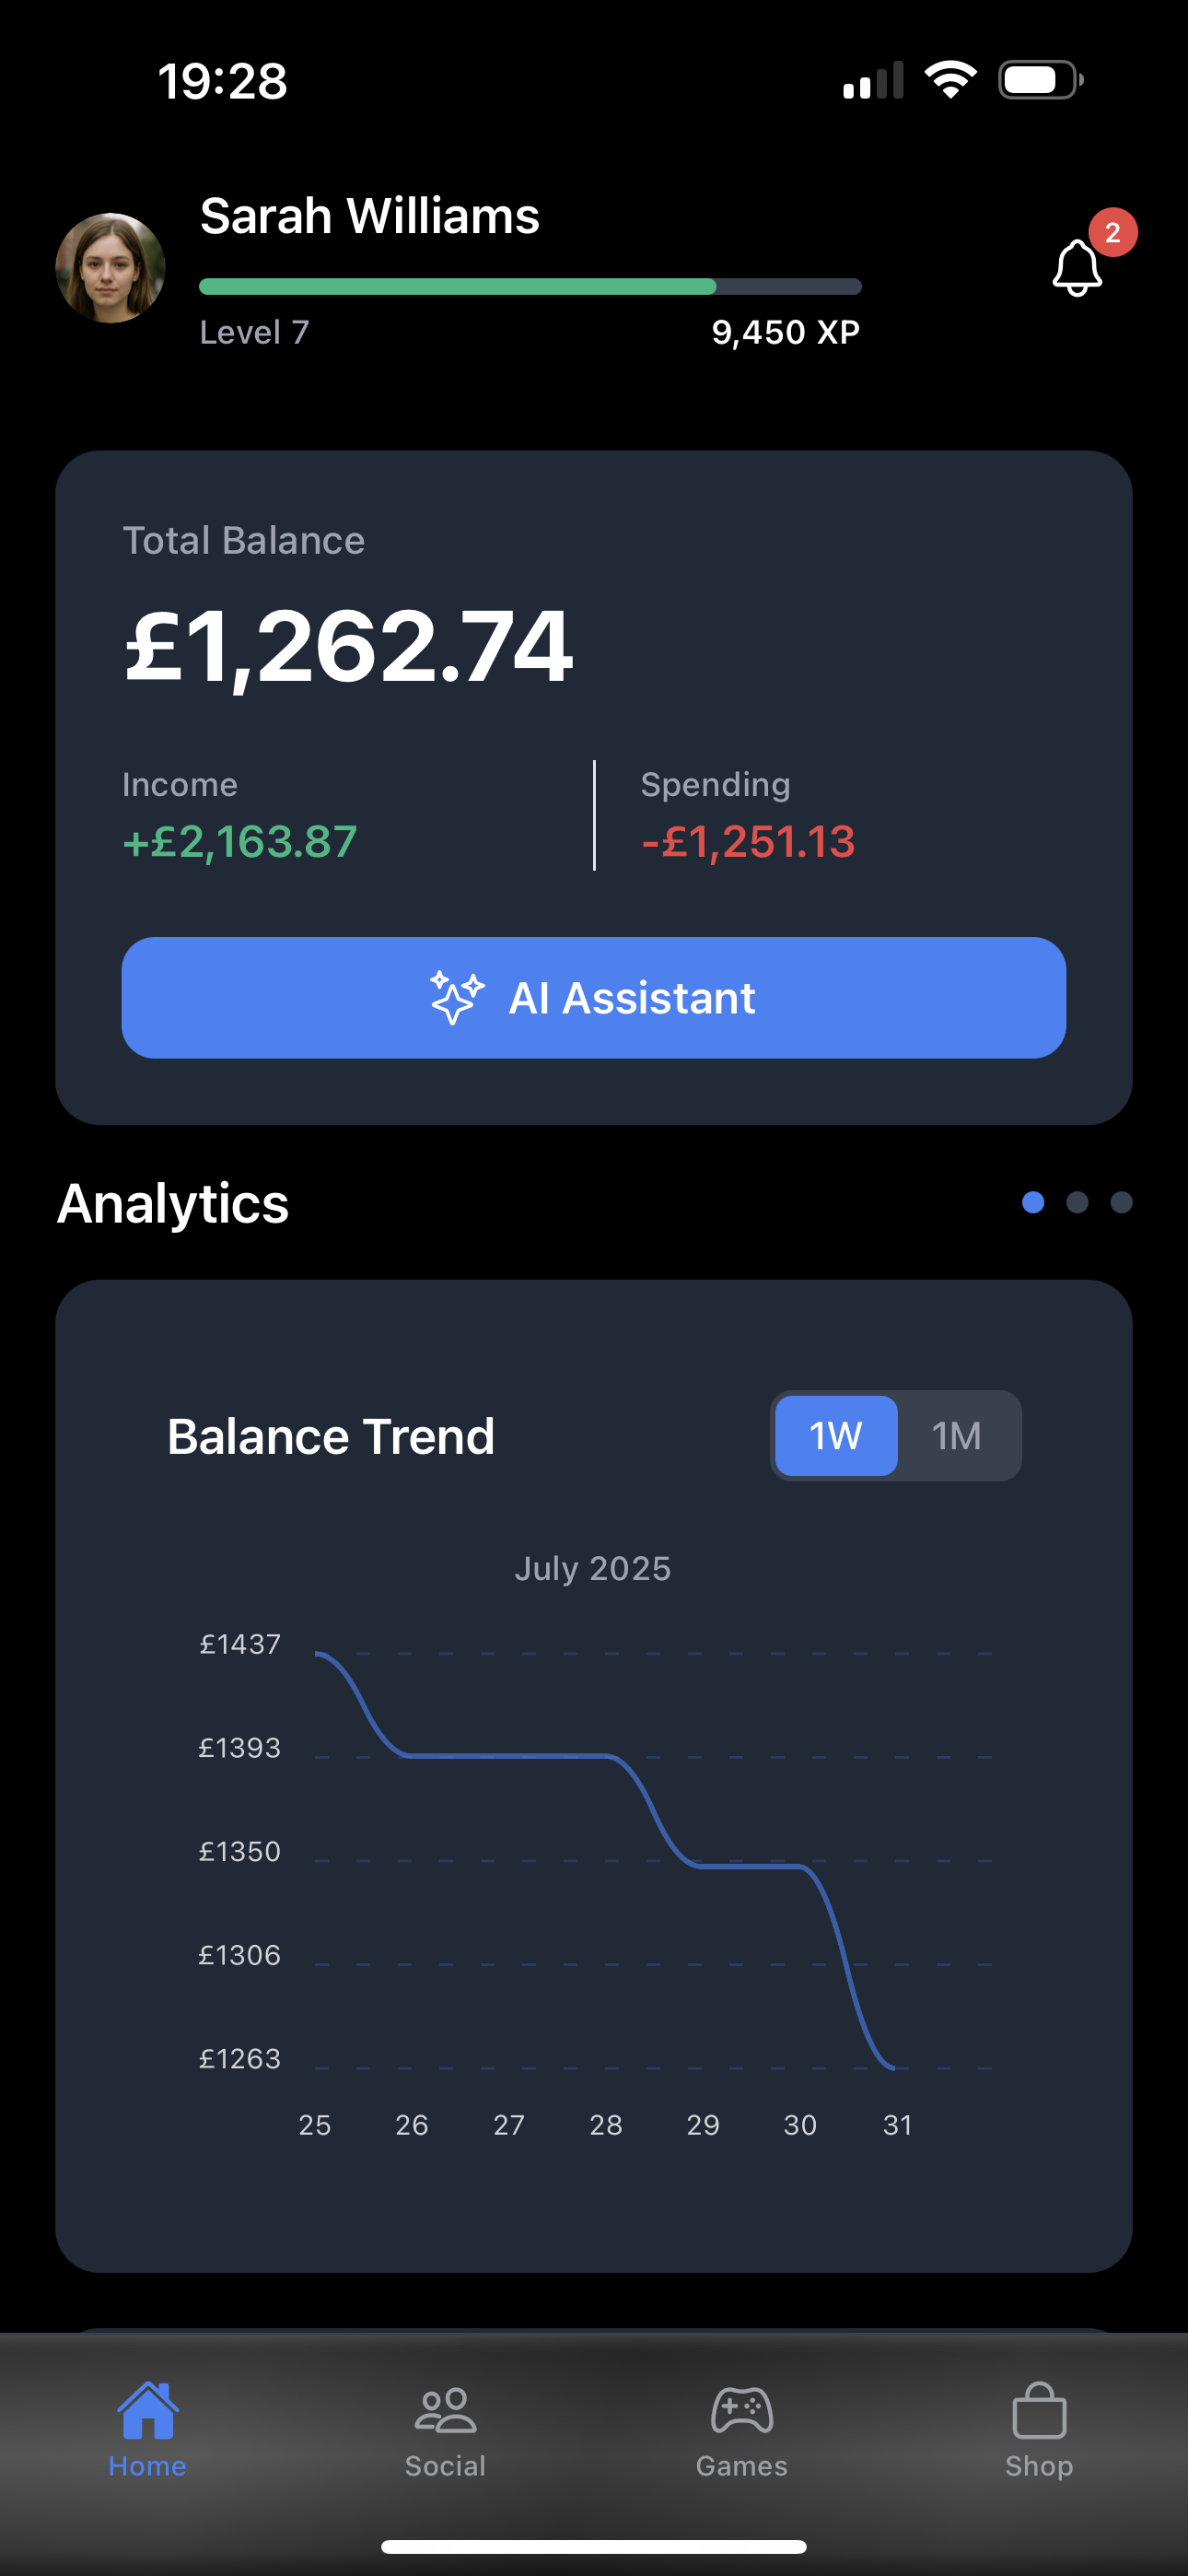 19:28
Sarah Williams
2
Level 7 9,450 XP
Total Balance
£1,262.74
Income Spending
+£2,163.87 -£1,251.13
AI Assistant
Analytics
Balance Trend 1W 1M
July 2025
£1437
£1393
£1350
£1306
£1263
25 26 27 28 29 30 31
Home Social Games Shop